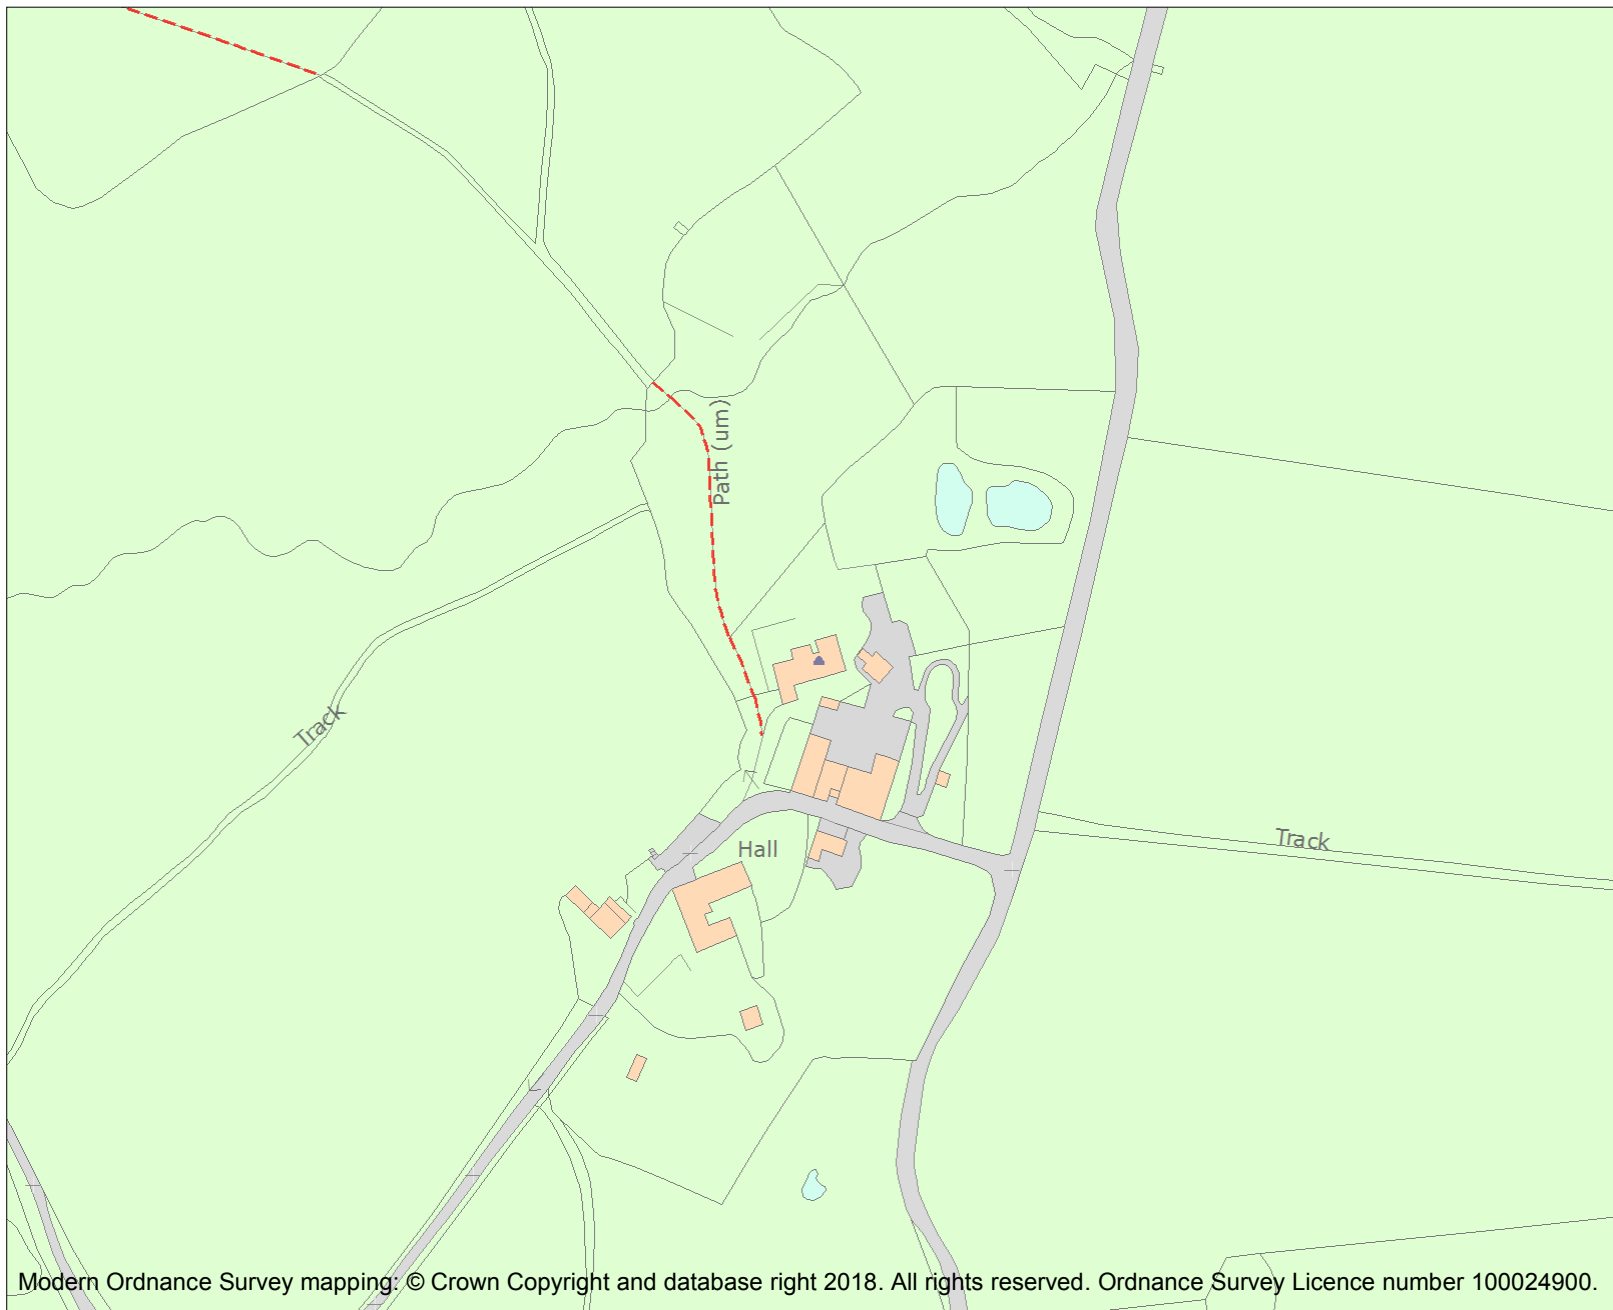 Path (um)
Track
Hall
Track
Modern Ordnance Survey mapping: © Crown Copyright and database right 2018. All rights reserved. Ordnance Survey Licence number 100024900.